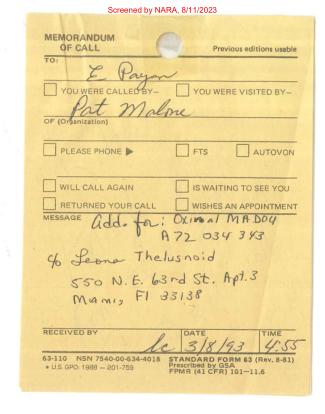 Screened by NARA, 8/11/2023
MEMORANDUM
OF CALL
Previous editions usable
TO:
E Payan
YOU WERE CALLED BY–
YOU WERE VISITED BY–
Pat Malone
OF (Organization)
PLEASE PHONE ▶
FTS
AUTOVON
WILL CALL AGAIN
IS WAITING TO SEE YOU
RETURNED YOUR CALL
WISHES AN APPOINTMENT
MESSAGE
Add. for: MADOU
A 72 034 343
c/o Leone Thelusnoid
550 N.E. 63rd St. Apt. 3
Miami, Fl 33138
RECEIVED BY
DATE
TIME
lc
3/8/93
4:55
63-110 NSN 7540-00-634-4018
STANDARD FORM 63 (Rev. 8-81)
★ U.S. GPO: 1988 — 201-759
Prescribed by GSA
FPMR (41 CFR) 101–11.6